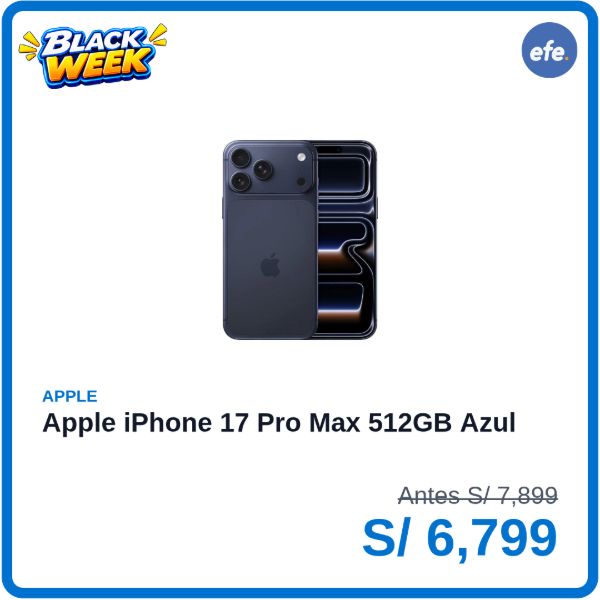 BLACK
WEEK
efe.
APPLE
Apple iPhone 17 Pro Max 512GB Azul
Antes S/ 7,899
S/ 6,799